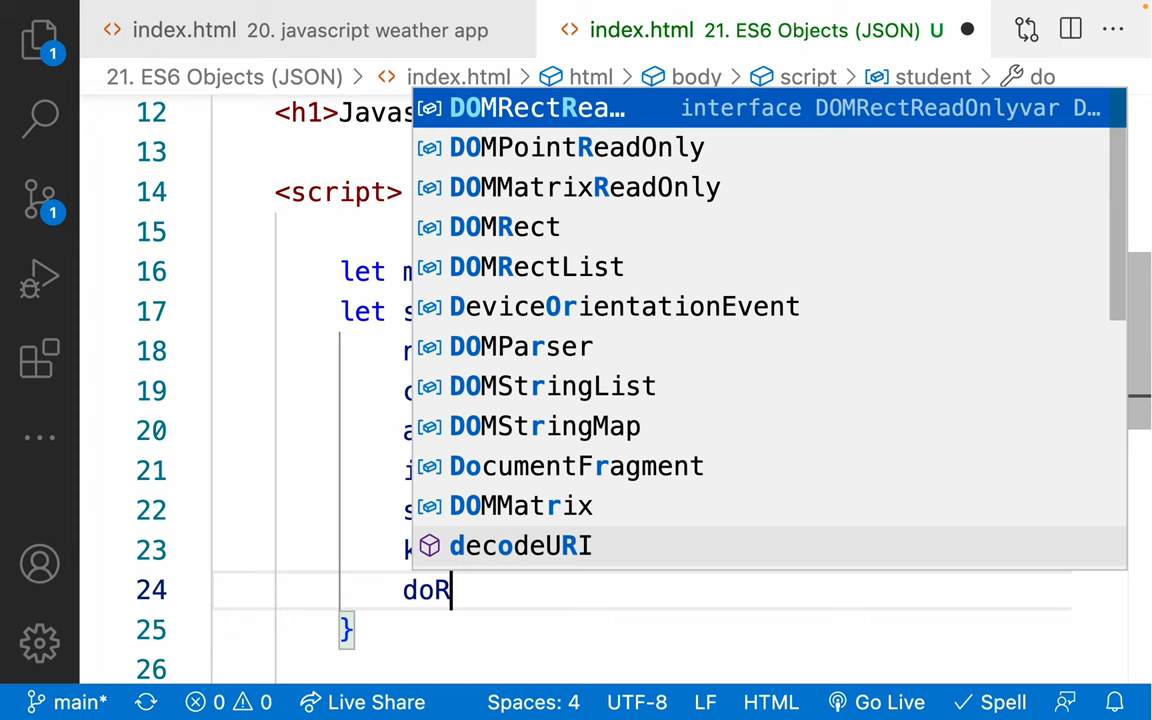 index.html 20. javascript weather app
index.html 21. ES6 Objects (JSON) U
21. ES6 Objects (JSON) > index.html > html > body > script > student > do
12 <h1>Javas
13
14 <script>
15
16 let m
17 let s
18
19
20
21
22
23
24 doR
25 }
26
DOMRectRea… interface DOMRectReadOnlyvar D…
DOMPointReadOnly
DOMMatrixReadOnly
DOMRect
DOMRectList
DeviceOrientationEvent
DOMParser
DOMStringList
DOMStringMap
DocumentFragment
DOMMatrix
decodeURI
1
1
main* 0 0 Live Share Spaces: 4 UTF-8 LF HTML Go Live Spell